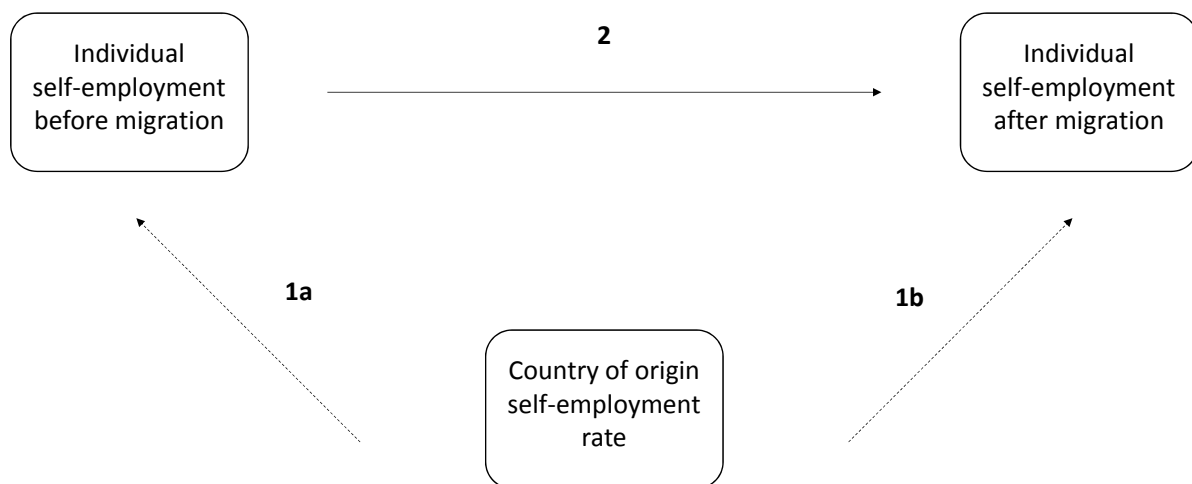 Individual
self-employment
before migration
2
Individual
self-employment
after migration
1a
1b
Country of origin
self-employment
rate